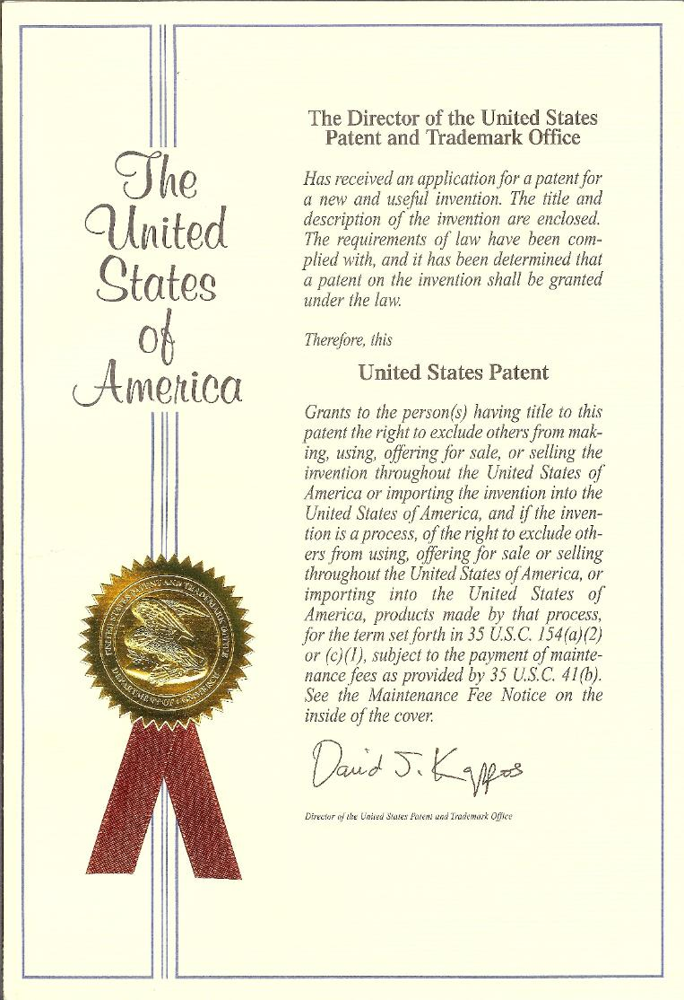 The
United
States
of
America
The Director of the United States
Patent and Trademark Office
Has received an application for a patent for
a new and useful invention. The title and
description of the invention are enclosed.
The requirements of law have been com-
plied with, and it has been determined that
a patent on the invention shall be granted
under the law.
Therefore, this
United States Patent
Grants to the person(s) having title to this
patent the right to exclude others from mak-
ing, using, offering for sale, or selling the
invention throughout the United States of
America or importing the invention into the
United States of America, and if the inven-
tion is a process, of the right to exclude oth-
ers from using, offering for sale or selling
throughout the United States of America, or
importing into the United States of
America, products made by that process,
for the term set forth in 35 U.S.C. 154(a)(2)
or (c)(1), subject to the payment of mainte-
nance fees as provided by 35 U.S.C. 41(b).
See the Maintenance Fee Notice on the
inside of the cover.
David J. Kappos
Director of the United States Patent and Trademark Office
UNITED STATES PATENT AND TRADEMARK OFFICE
DEPARTMENT OF COMMERCE